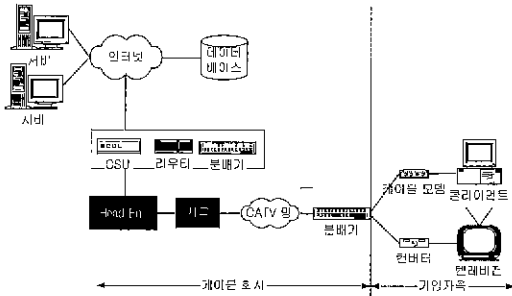 서버
인터넷
데이터
베이스
서버
CSU 라우터 분배기
Head En
CATV 망
분배기
케이블 모뎀
클라이언트
컨버터
텔레비전
케이블 회사
가입자측